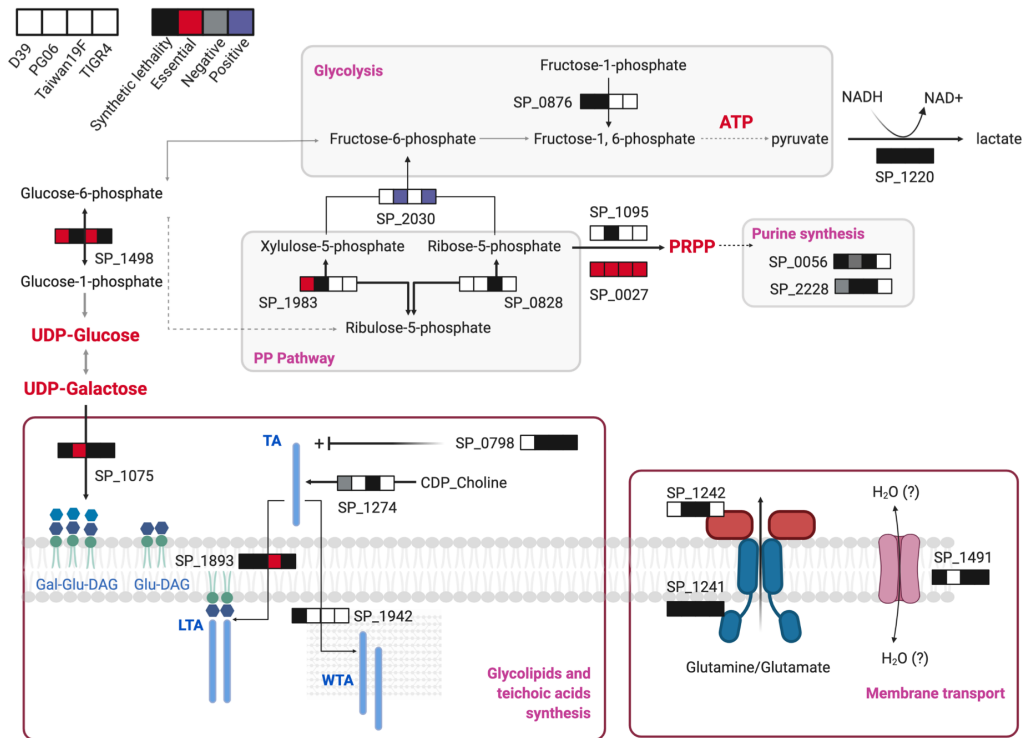 D39
PG06
Taiwan19F
TIGR4
Synthetic lethality
Essential
Negative
Positive
Glycolysis
Fructose-1-phosphate
SP_0876
Fructose-6-phosphate
Fructose-1, 6-phosphate
ATP
pyruvate
NADH
NAD+
lactate
SP_1220
Glucose-6-phosphate
SP_1498
Glucose-1-phosphate
UDP-Glucose
UDP-Galactose
SP_1075
SP_2030
Xylulose-5-phosphate
Ribose-5-phosphate
SP_1983
SP_0828
Ribulose-5-phosphate
PP Pathway
SP_1095
PRPP
SP_0027
Purine synthesis
SP_0056
SP_2228
TA
+
SP_0798
CDP_Choline
SP_1274
Gal-Glu-DAG
Glu-DAG
SP_1893
LTA
SP_1942
WTA
Glycolipids and
teichoic acids
synthesis
SP_1242
SP_1241
Glutamine/Glutamate
H₂O (?)
SP_1491
H₂O (?)
Membrane transport